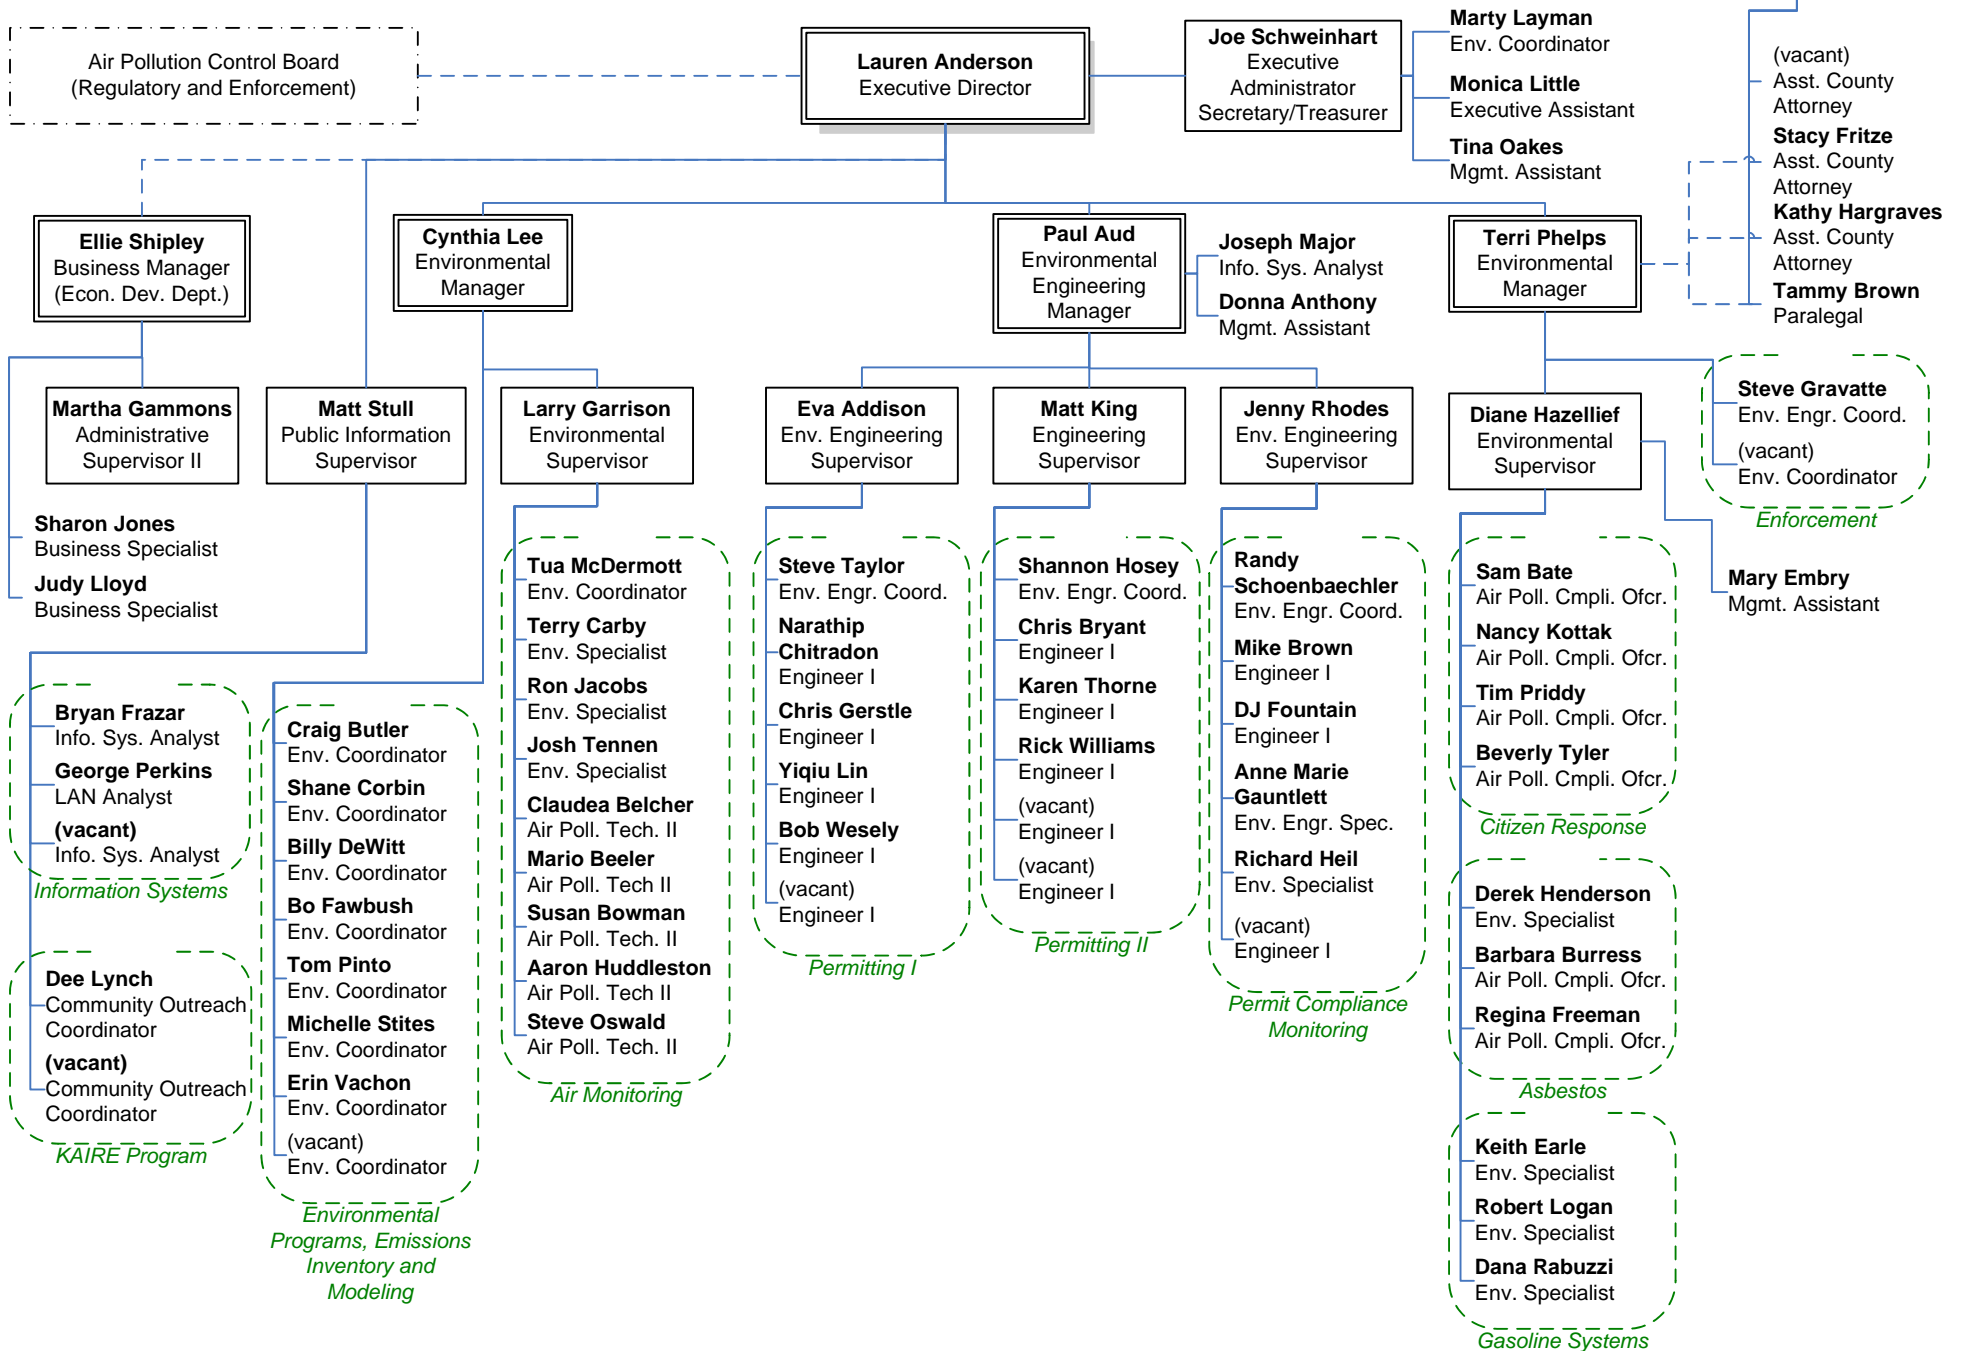 Air Pollution Control Board
(Regulatory and Enforcement)
Lauren Anderson
Executive Director
Joe Schweinhart
Executive
Administrator
Secretary/Treasurer
Marty Layman
Env. Coordinator
Monica Little
Executive Assistant
Tina Oakes
Mgmt. Assistant
(vacant)
Asst. County
Attorney
Stacy Fritze
Asst. County
Attorney
Kathy Hargraves
Asst. County
Attorney
Tammy Brown
Paralegal
Ellie Shipley
Business Manager
(Econ. Dev. Dept.)
Cynthia Lee
Environmental
Manager
Paul Aud
Environmental
Engineering
Manager
Joseph Major
Info. Sys. Analyst
Donna Anthony
Mgmt. Assistant
Terri Phelps
Environmental
Manager
Martha Gammons
Administrative
Supervisor II
Matt Stull
Public Information
Supervisor
Larry Garrison
Environmental
Supervisor
Eva Addison
Env. Engineering
Supervisor
Matt King
Engineering
Supervisor
Jenny Rhodes
Env. Engineering
Supervisor
Diane Hazellief
Environmental
Supervisor
Steve Gravatte
Env. Engr. Coord.
(vacant)
Env. Coordinator
Enforcement
Sharon Jones
Business Specialist
Judy Lloyd
Business Specialist
Bryan Frazar
Info. Sys. Analyst
George Perkins
LAN Analyst
(vacant)
Info. Sys. Analyst
Information Systems
Dee Lynch
Community Outreach
Coordinator
(vacant)
Community Outreach
Coordinator
KAIRE Program
Craig Butler
Env. Coordinator
Shane Corbin
Env. Coordinator
Billy DeWitt
Env. Coordinator
Bo Fawbush
Env. Coordinator
Tom Pinto
Env. Coordinator
Michelle Stites
Env. Coordinator
Erin Vachon
Env. Coordinator
(vacant)
Env. Coordinator
Environmental
Programs, Emissions
Inventory and
Modeling
Tua McDermott
Env. Coordinator
Terry Carby
Env. Specialist
Ron Jacobs
Env. Specialist
Josh Tennen
Env. Specialist
Claudea Belcher
Air Poll. Tech. II
Mario Beeler
Air Poll. Tech II
Susan Bowman
Air Poll. Tech. II
Aaron Huddleston
Air Poll. Tech II
Steve Oswald
Air Poll. Tech. II
Air Monitoring
Steve Taylor
Env. Engr. Coord.
Narathip
Chitradon
Engineer I
Chris Gerstle
Engineer I
Yiqiu Lin
Engineer I
Bob Wesely
Engineer I
(vacant)
Engineer I
Permitting I
Shannon Hosey
Env. Engr. Coord.
Chris Bryant
Engineer I
Karen Thorne
Engineer I
Rick Williams
Engineer I
(vacant)
Engineer I
(vacant)
Engineer I
Permitting II
Randy
Schoenbaechler
Env. Engr. Coord.
Mike Brown
Engineer I
DJ Fountain
Engineer I
Anne Marie
Gauntlett
Env. Engr. Spec.
Richard Heil
Env. Specialist
(vacant)
Engineer I
Permit Compliance
Monitoring
Sam Bate
Air Poll. Cmpli. Ofcr.
Nancy Kottak
Air Poll. Cmpli. Ofcr.
Tim Priddy
Air Poll. Cmpli. Ofcr.
Beverly Tyler
Air Poll. Cmpli. Ofcr.
Citizen Response
Mary Embry
Mgmt. Assistant
Derek Henderson
Env. Specialist
Barbara Burress
Air Poll. Cmpli. Ofcr.
Regina Freeman
Air Poll. Cmpli. Ofcr.
Asbestos
Keith Earle
Env. Specialist
Robert Logan
Env. Specialist
Dana Rabuzzi
Env. Specialist
Gasoline Systems